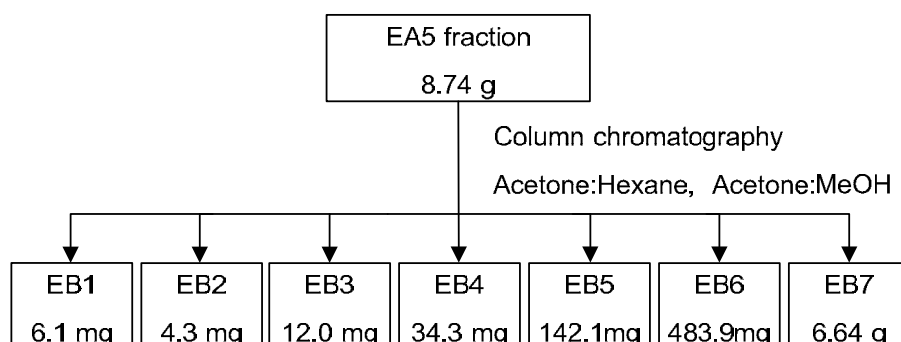 EA5 fraction
8.74 g
Column chromatography
Acetone:Hexane, Acetone:MeOH
EB1 EB2 EB3 EB4 EB5 EB6 EB7
6.1 mg 4.3 mg 12.0 mg 34.3 mg 142.1mg 483.9mg 6.64 g